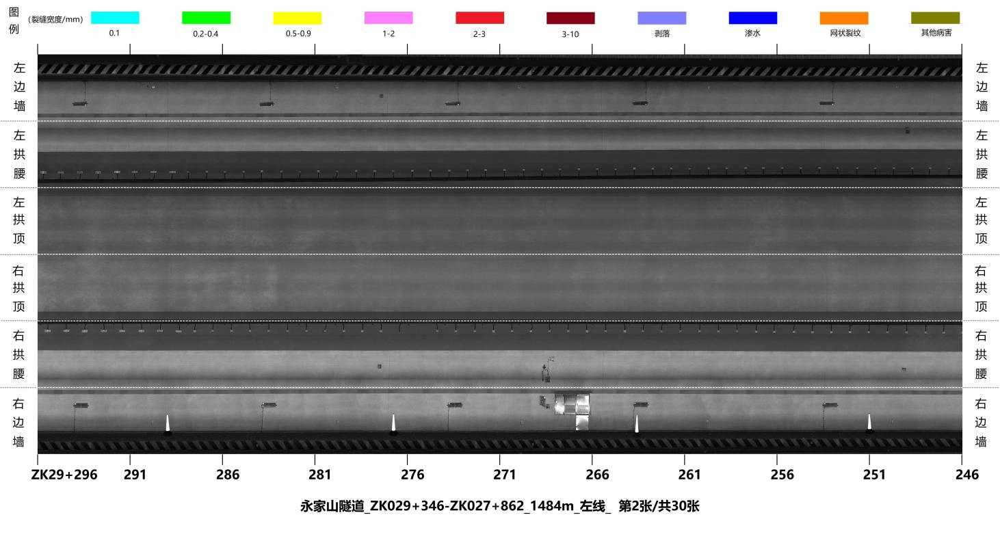 图例 (裂缝宽度/mm)
0.1 0.2-0.4 0.5-0.9 1-2 2-3 3-10 剥落 渗水 网状裂纹 其他病害
左边墙 左边墙
左拱腰 左拱腰
左拱顶 左拱顶
右拱顶 右拱顶
右拱腰 右拱腰
右边墙 右边墙
ZK29+296 291 286 281 276 271 266 261 256 251 246
永家山隧道_ZK029+346-ZK027+862_1484m_左线_ 第2张/共30张